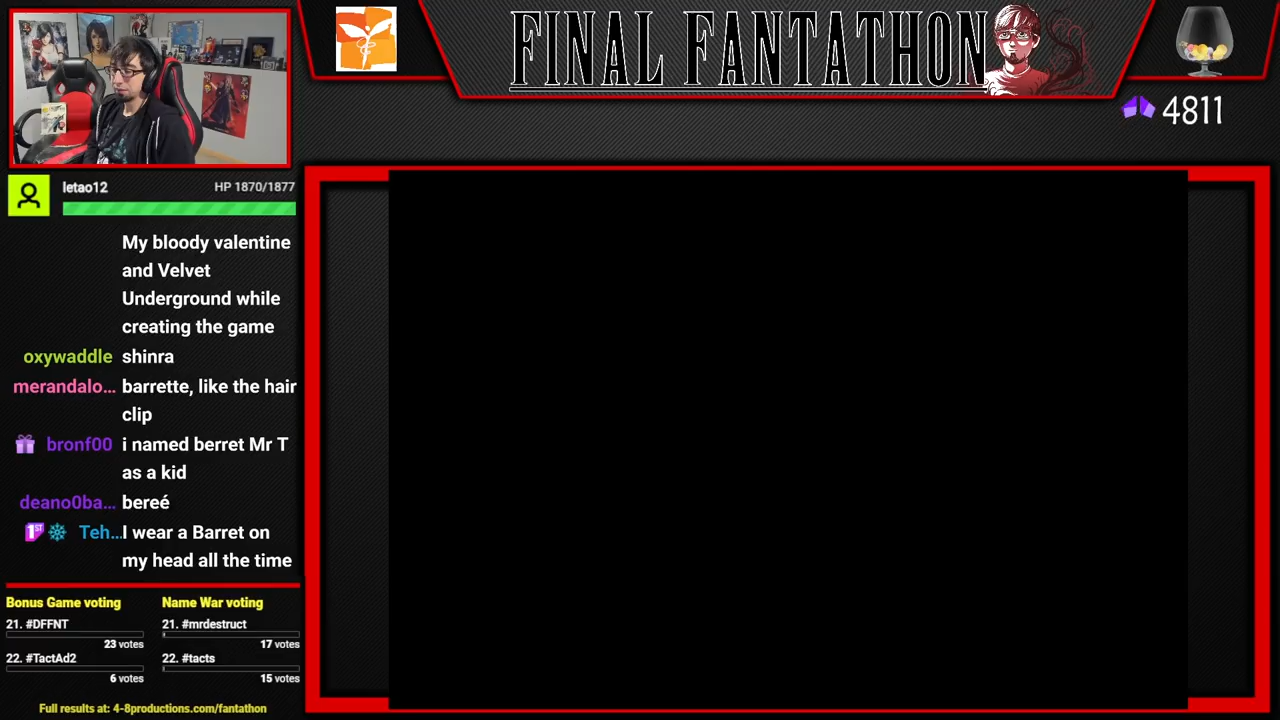 FINAL FANTATHON
4811
letao12 HP 1870/1877
My bloody valentine
and Velvet
Underground while
creating the game
oxywaddle shinra
merandalo... barrette, like the hair
clip
bronf00 i named berret Mr T
as a kid
deano0ba... bereé
1ST Teh... I wear a Barret on
my head all the time
Bonus Game voting Name War voting
21. #DFFNT 21. #mrdestruct
23 votes 17 votes
22. #TactAd2 22. #tacts
6 votes 15 votes
Full results at: 4-8productions.com/fantathon